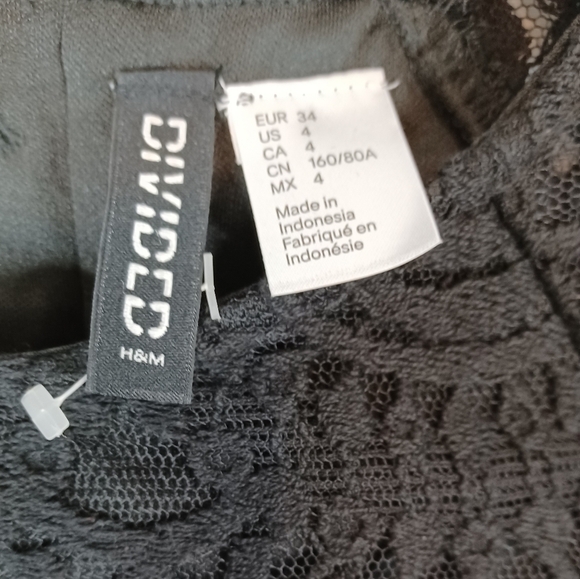 DIVIDED
H&M
EUR 34
US 4
CA 4
CN 160/80A
MX 4
Made in
Indonesia
Fabriqué en
Indonésie